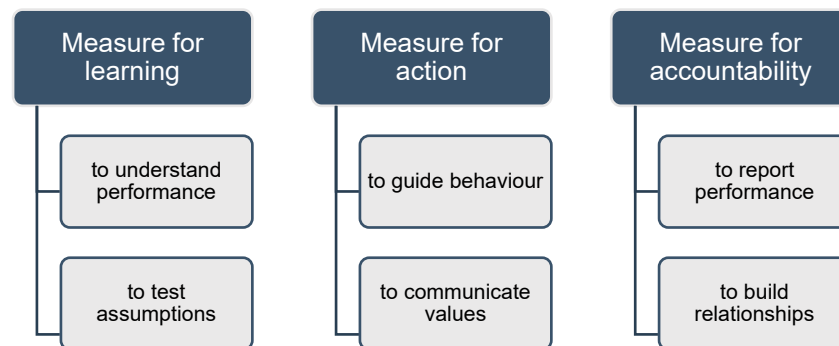 Measure for
learning
to understand
performance
to test
assumptions
Measure for
action
to guide behaviour
to communicate
values
Measure for
accountability
to report
performance
to build
relationships